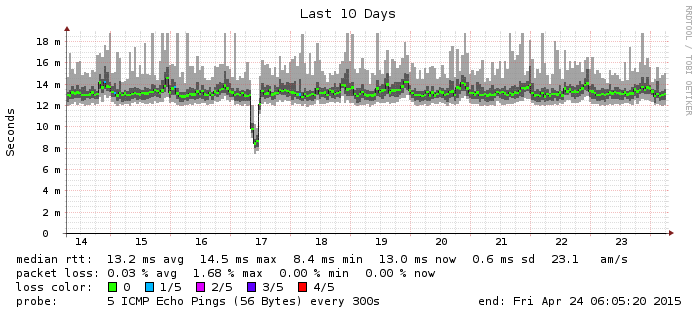 Last 10 Days
RRDTOOL / TOBI OETIKER
Seconds
18 m
16 m
14 m
12 m
10 m
8 m
6 m
4 m
2 m
0
14 15 16 17 18 19 20 21 22 23
median rtt: 13.2 ms avg 14.5 ms max 8.4 ms min 13.0 ms now 0.6 ms sd 23.1 am/s
packet loss: 0.03 % avg 1.68 % max 0.00 % min 0.00 % now
loss color: 0 1/5 2/5 3/5 4/5
probe: 5 ICMP Echo Pings (56 Bytes) every 300s end: Fri Apr 24 06:05:20 2015